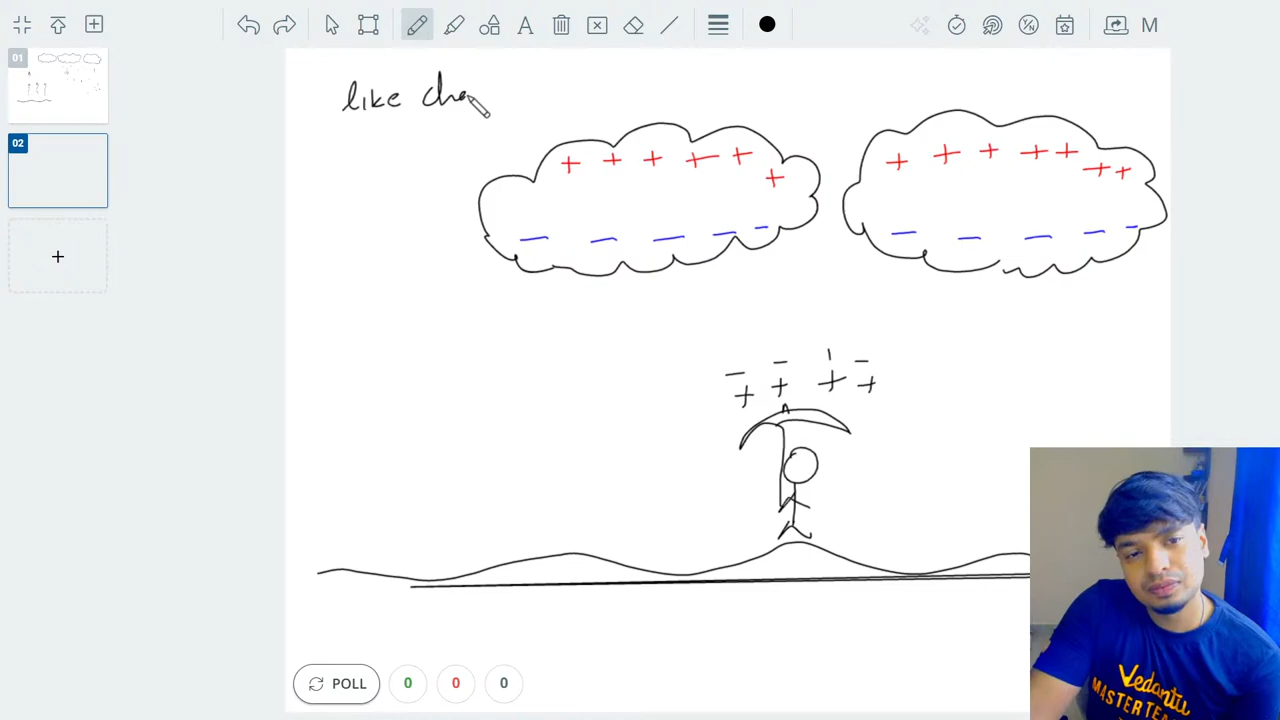 01
02
+
A
M
like cha
+ + + + + +
+ + + + + + +
− − − − −
− − − − −
− − −
+ + + +
POLL 0 0 0
Vedantu
MASTER TEA